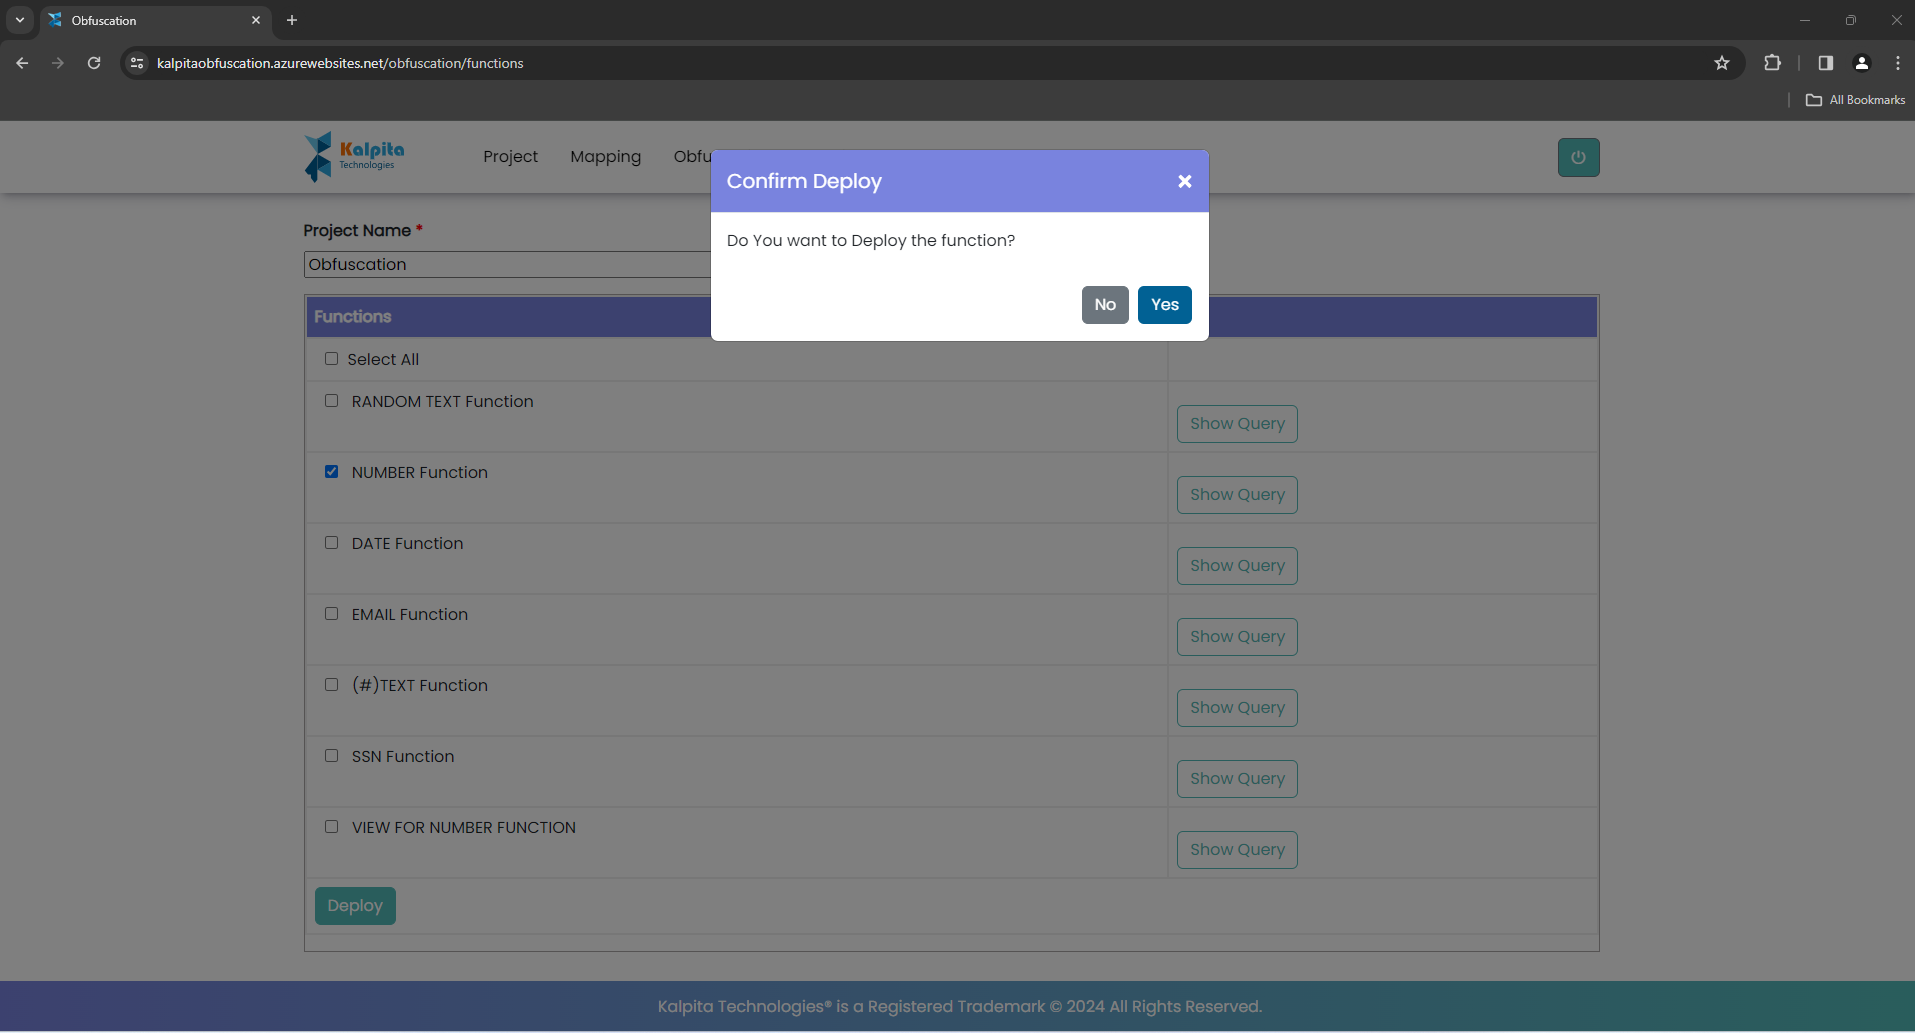 Obfuscation
kalpitaobfuscation.azurewebsites.net/obfuscation/functions
All Bookmarks
Kalpita
Technologies
Project Mapping Obfu
Confirm Deploy
Do You want to Deploy the function?
No Yes
Project Name *
Obfuscation
Functions
Select All
RANDOM TEXT Function
Show Query
NUMBER Function
Show Query
DATE Function
Show Query
EMAIL Function
Show Query
(#)TEXT Function
Show Query
SSN Function
Show Query
VIEW FOR NUMBER FUNCTION
Show Query
Deploy
Kalpita Technologies® is a Registered Trademark © 2024 All Rights Reserved.